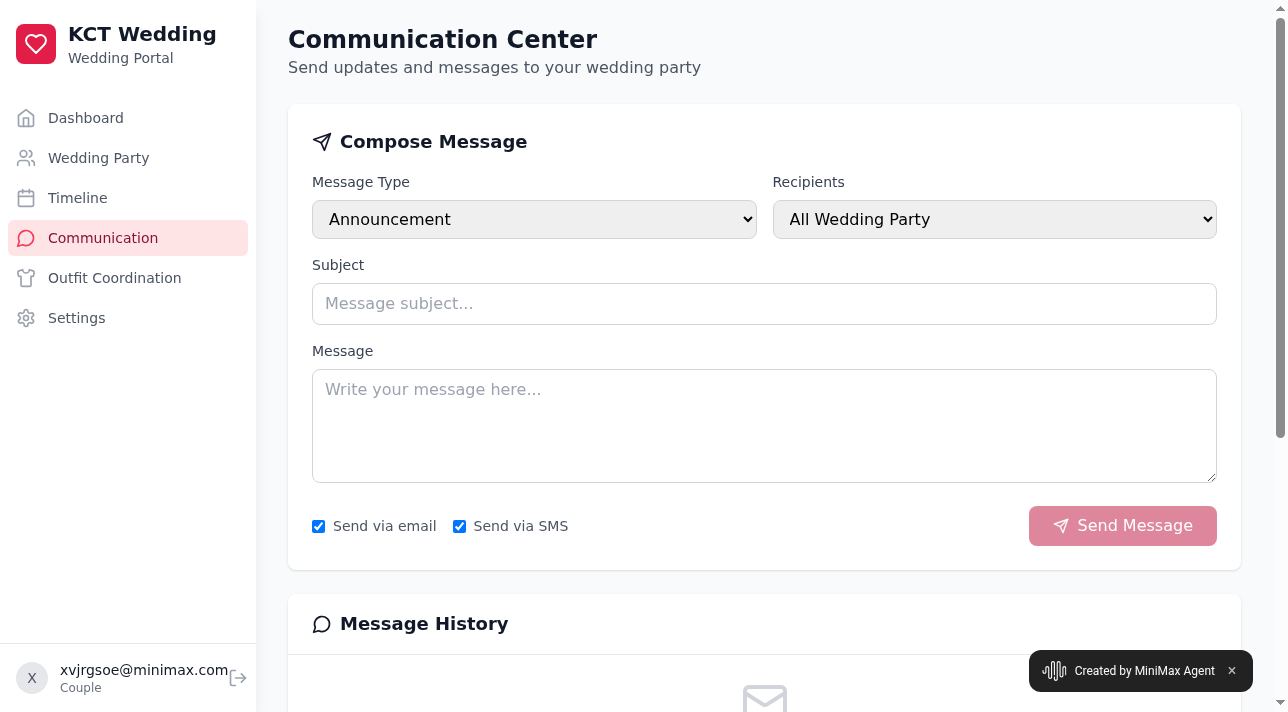 KCT Wedding
Wedding Portal
Dashboard
Wedding Party
Timeline
Communication
Outfit Coordination
Settings
X
xvjrgsoe@minimax.com
Couple
Communication Center
Send updates and messages to your wedding party
Compose Message
Message Type
Recipients
Announcement
All Wedding Party
Subject
Message subject...
Message
Write your message here...
Send via email
Send via SMS
Send Message
Message History
Created by MiniMax Agent